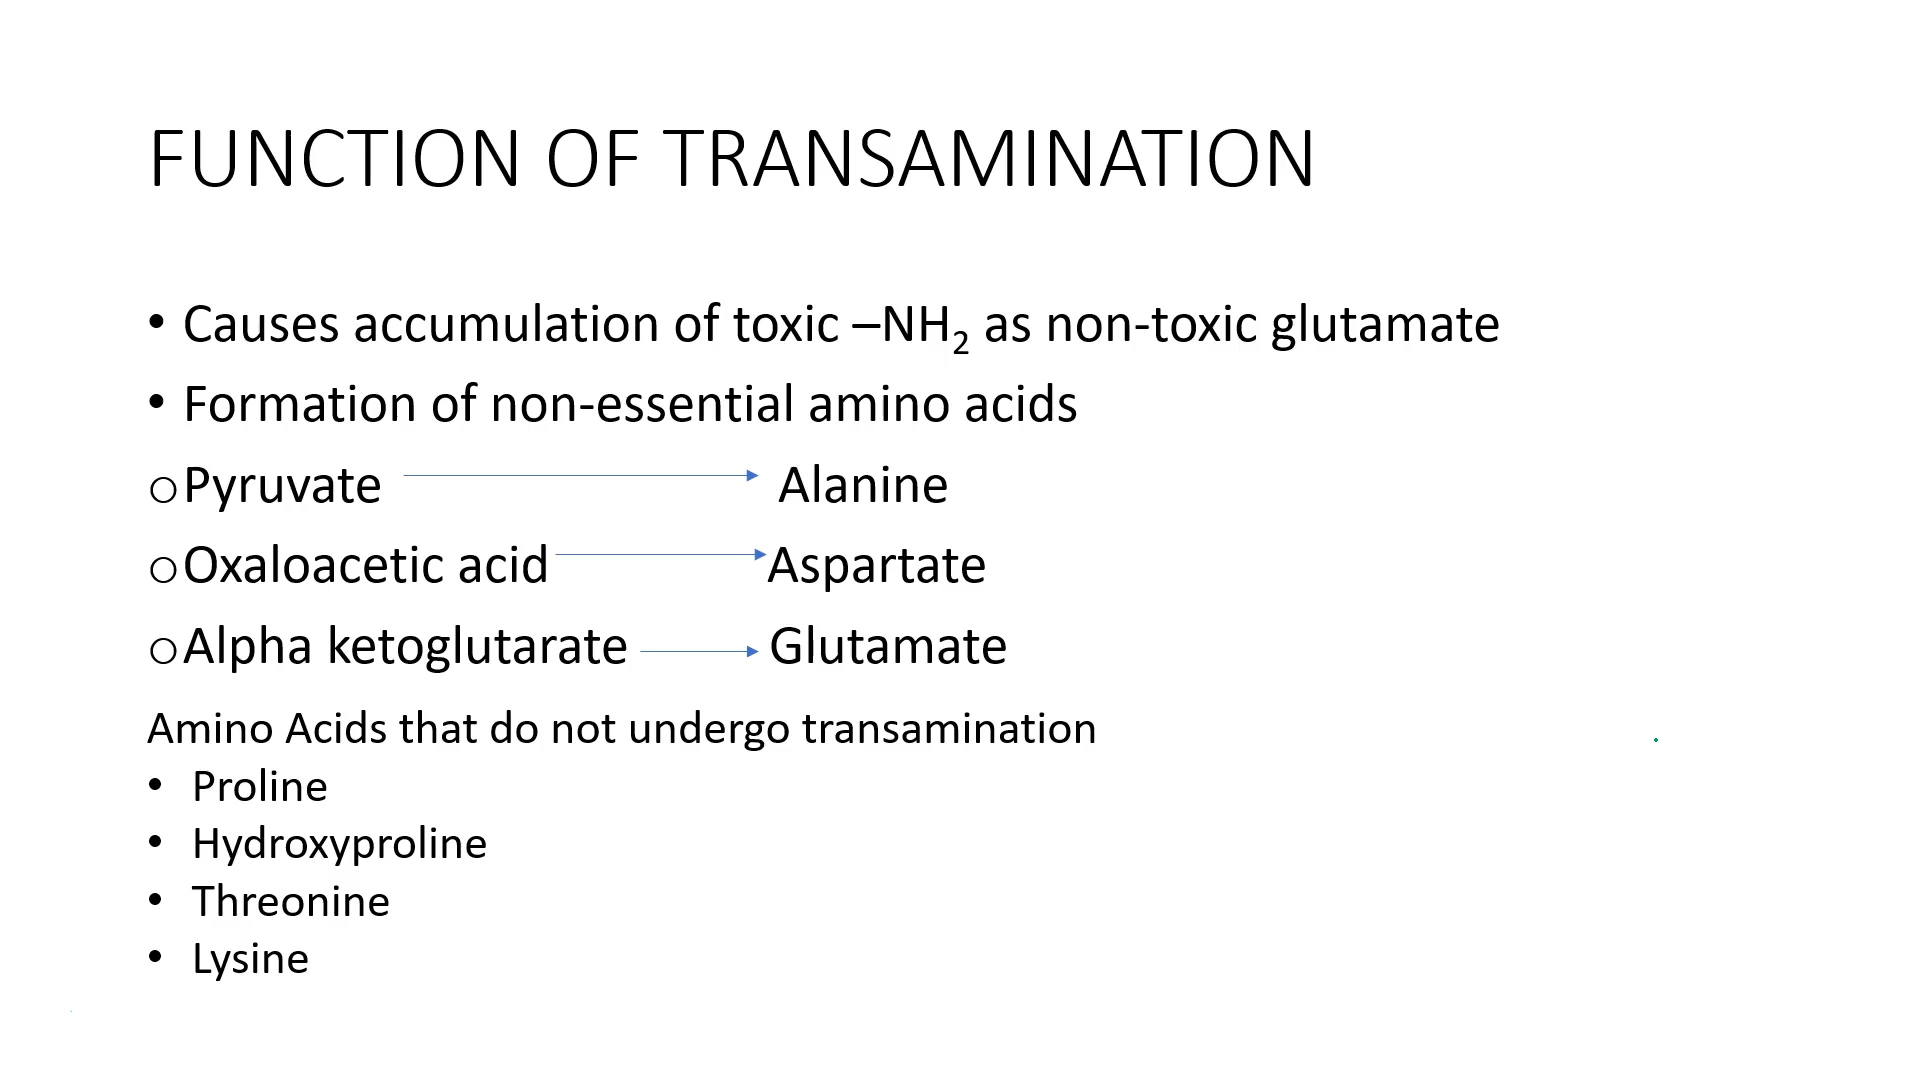 FUNCTION OF TRANSAMINATION
• Causes accumulation of toxic –NH₂ as non-toxic glutamate
• Formation of non-essential amino acids
○ Pyruvate → Alanine
○ Oxaloacetic acid → Aspartate
○ Alpha ketoglutarate → Glutamate
Amino Acids that do not undergo transamination
• Proline
• Hydroxyproline
• Threonine
• Lysine